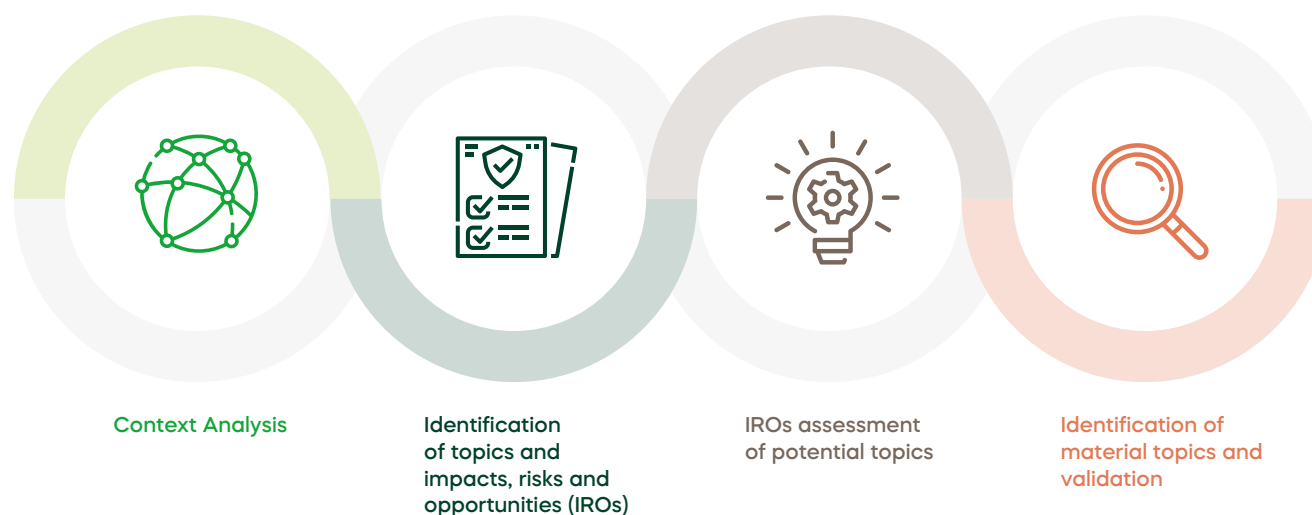 Context Analysis
Identification
of topics and
impacts, risks and
opportunities (IROs)
IROs assessment
of potential topics
Identification of
material topics and
validation